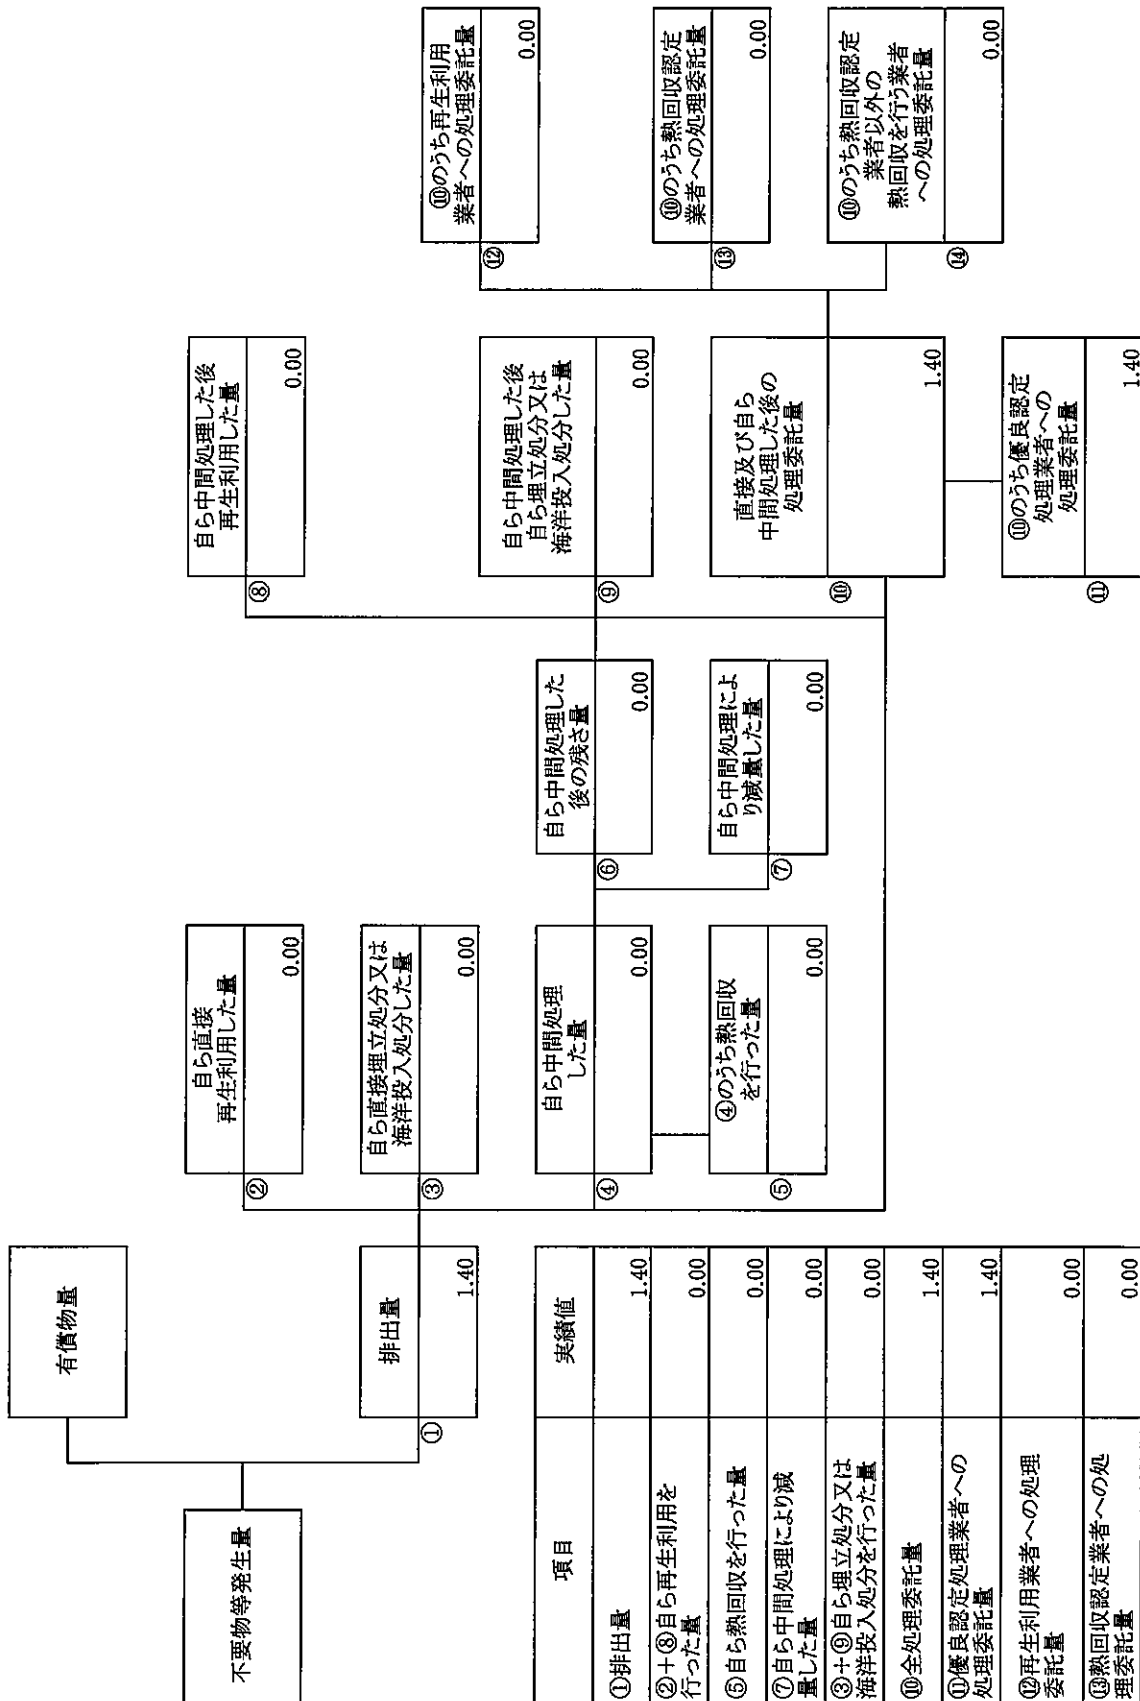 不要物等発生量
有償物量
排出量
①
1.40
自ら直接
再生利用した量
②
0.00
自ら直接埋立処分又は
海洋投入処分した量
③
0.00
自ら中間処理
した量
④
0.00
④のうち熱回収
を行った量
⑤
0.00
自ら中間処理した
後の残さ量
⑥
0.00
自ら中間処理によ
り減量した量
⑦
0.00
自ら中間処理した後
再生利用した量
⑧
0.00
自ら中間処理した後
自ら埋立処分又は
海洋投入処分した量
⑨
0.00
直接及び自ら
中間処理した後の
処理委託量
⑩
1.40
⑩のうち優良認定
処理業者への
処理委託量
⑪
1.40
⑩のうち再生利用
業者への処理委託量
⑫
0.00
⑩のうち熱回収認定
業者への処理委託量
⑬
0.00
⑩のうち熱回収認定
業者以外の
熱回収を行う業者
への処理委託量
⑭
0.00
項目 実績値
①排出量 1.40
②+⑧自ら再生利用を
行った量 0.00
⑤自ら熱回収を行った量 0.00
⑦自ら中間処理により減
量した量 0.00
③+⑨自ら埋立処分又は
海洋投入処分を行った量 0.00
⑩全処理委託量 1.40
⑪優良認定処理業者への
処理委託量 1.40
⑫再生利用業者への処理
委託量 0.00
⑬熱回収認定業者への処
理委託量 0.00